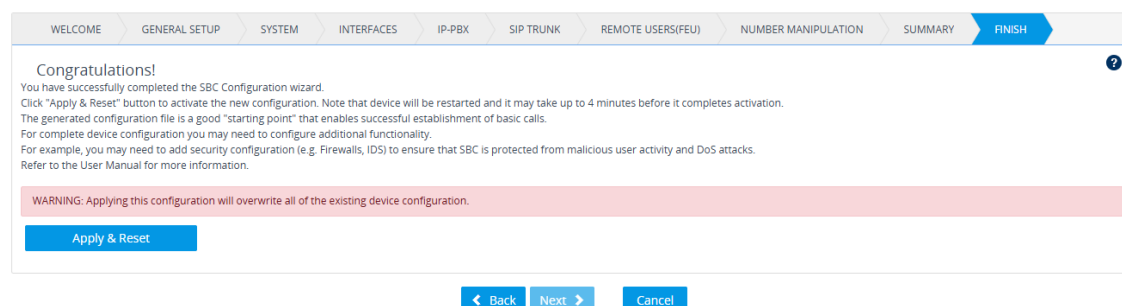 WELCOME GENERAL SETUP SYSTEM INTERFACES IP-PBX SIP TRUNK REMOTE USERS(FEU) NUMBER MANIPULATION SUMMARY FINISH
Congratulations!
?
You have successfully completed the SBC Configuration wizard.
Click "Apply & Reset" button to activate the new configuration. Note that device will be restarted and it may take up to 4 minutes before it completes activation.
The generated configuration file is a good "starting point" that enables successful establishment of basic calls.
For complete device configuration you may need to configure additional functionality.
For example, you may need to add security configuration (e.g. Firewalls, IDS) to ensure that SBC is protected from malicious user activity and DoS attacks.
Refer to the User Manual for more information.
WARNING: Applying this configuration will overwrite all of the existing device configuration.
Apply & Reset
Back Next Cancel